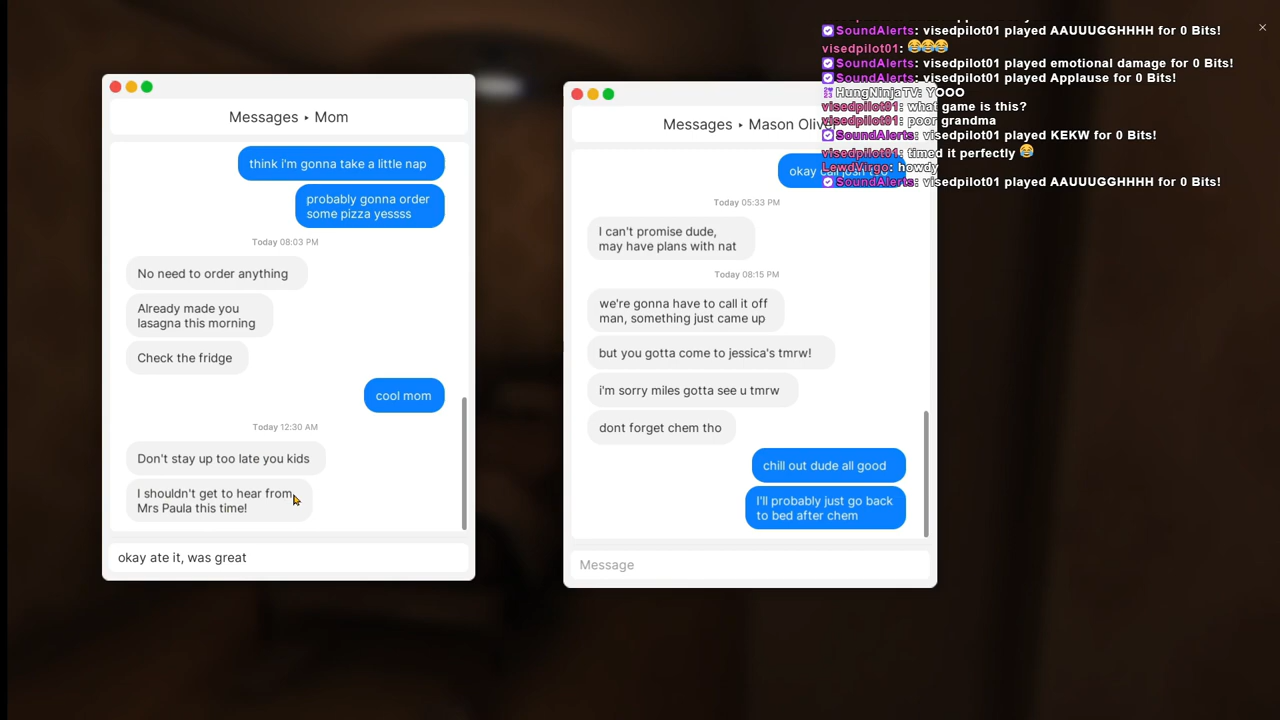 SoundAlerts: visedpilot01 played AAUUUGGHHHH for 0 Bits!
visedpilot01: 😂😂😂
SoundAlerts: visedpilot01 played emotional damage for 0 Bits!
SoundAlerts: visedpilot01 played Applause for 0 Bits!
HungNinjaTV: YOOO
visedpilot01: what game is this?
visedpilot01: poor grandma
SoundAlerts: visedpilot01 played KEKW for 0 Bits!
visedpilot01: timed it perfectly 😂
LewdVirgo: howdy
SoundAlerts: visedpilot01 played AAUUUGGHHHH for 0 Bits!
Messages ‣ Mom
think i'm gonna take a little nap
probably gonna order
some pizza yessss
Today 08:03 PM
No need to order anything
Already made you
lasagna this morning
Check the fridge
cool mom
Today 12:30 AM
Don't stay up too late you kids
I shouldn't get to hear from
Mrs Paula this time!
okay ate it, was great
Messages ‣ Mason Oliver
okay
Today 05:33 PM
I can't promise dude,
may have plans with nat
Today 08:15 PM
we're gonna have to call it off
man, something just came up
but you gotta come to jessica's tmrw!
i'm sorry miles gotta see u tmrw
dont forget chem tho
chill out dude all good
I'll probably just go back
to bed after chem
Message